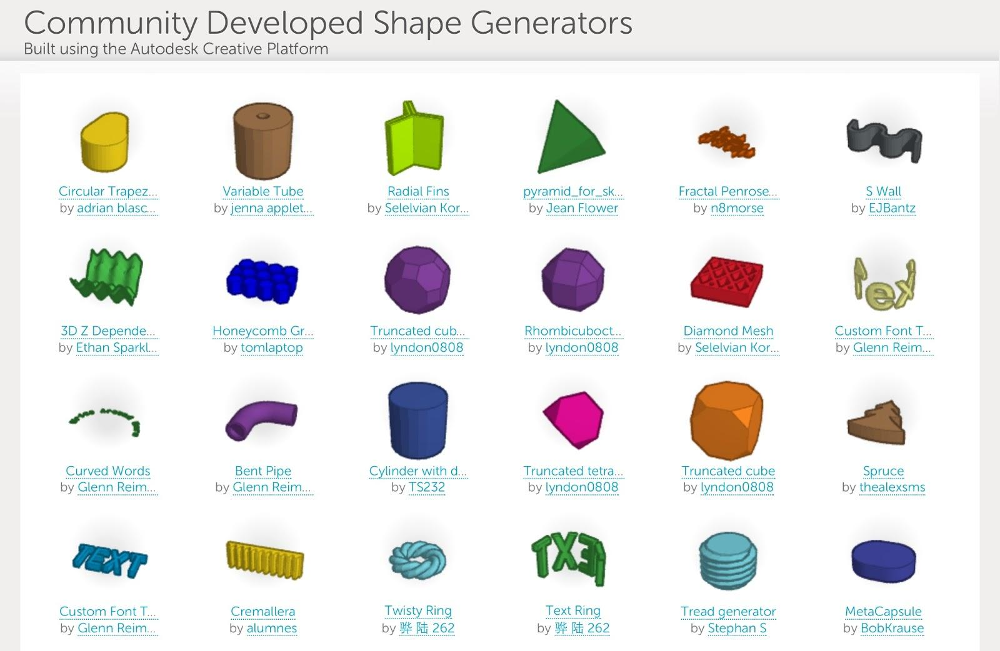 Community Developed Shape Generators
Built using the Autodesk Creative Platform
Circular Trapez...
by adrian blasc...
Variable Tube
by jenna applet...
Radial Fins
by Selelvian Kor...
pyramid_for_sk...
by Jean Flower
Fractal Penrose...
by n8morse
S Wall
by EJBantz
3D Z Depende...
by Ethan Sparkl...
Honeycomb Gr...
by tomlaptop
Truncated cub...
by lyndon0808
Rhombicuboct...
by lyndon0808
Diamond Mesh
by Selelvian Kor...
Tex
Custom Font T...
by Glenn Reim...
Curved Words
by Glenn Reim...
Bent Pipe
by Glenn Reim...
Cylinder with d...
by TS232
Truncated tetra...
by lyndon0808
Truncated cube
by lyndon0808
Spruce
by thealexsms
TEXT
Custom Font T...
by Glenn Reim...
Cremallera
by alumnes
Twisty Ring
by 骅 陆 262
TEXT
Text Ring
by 骅 陆 262
Tread generator
by Stephan S
MetaCapsule
by BobKrause